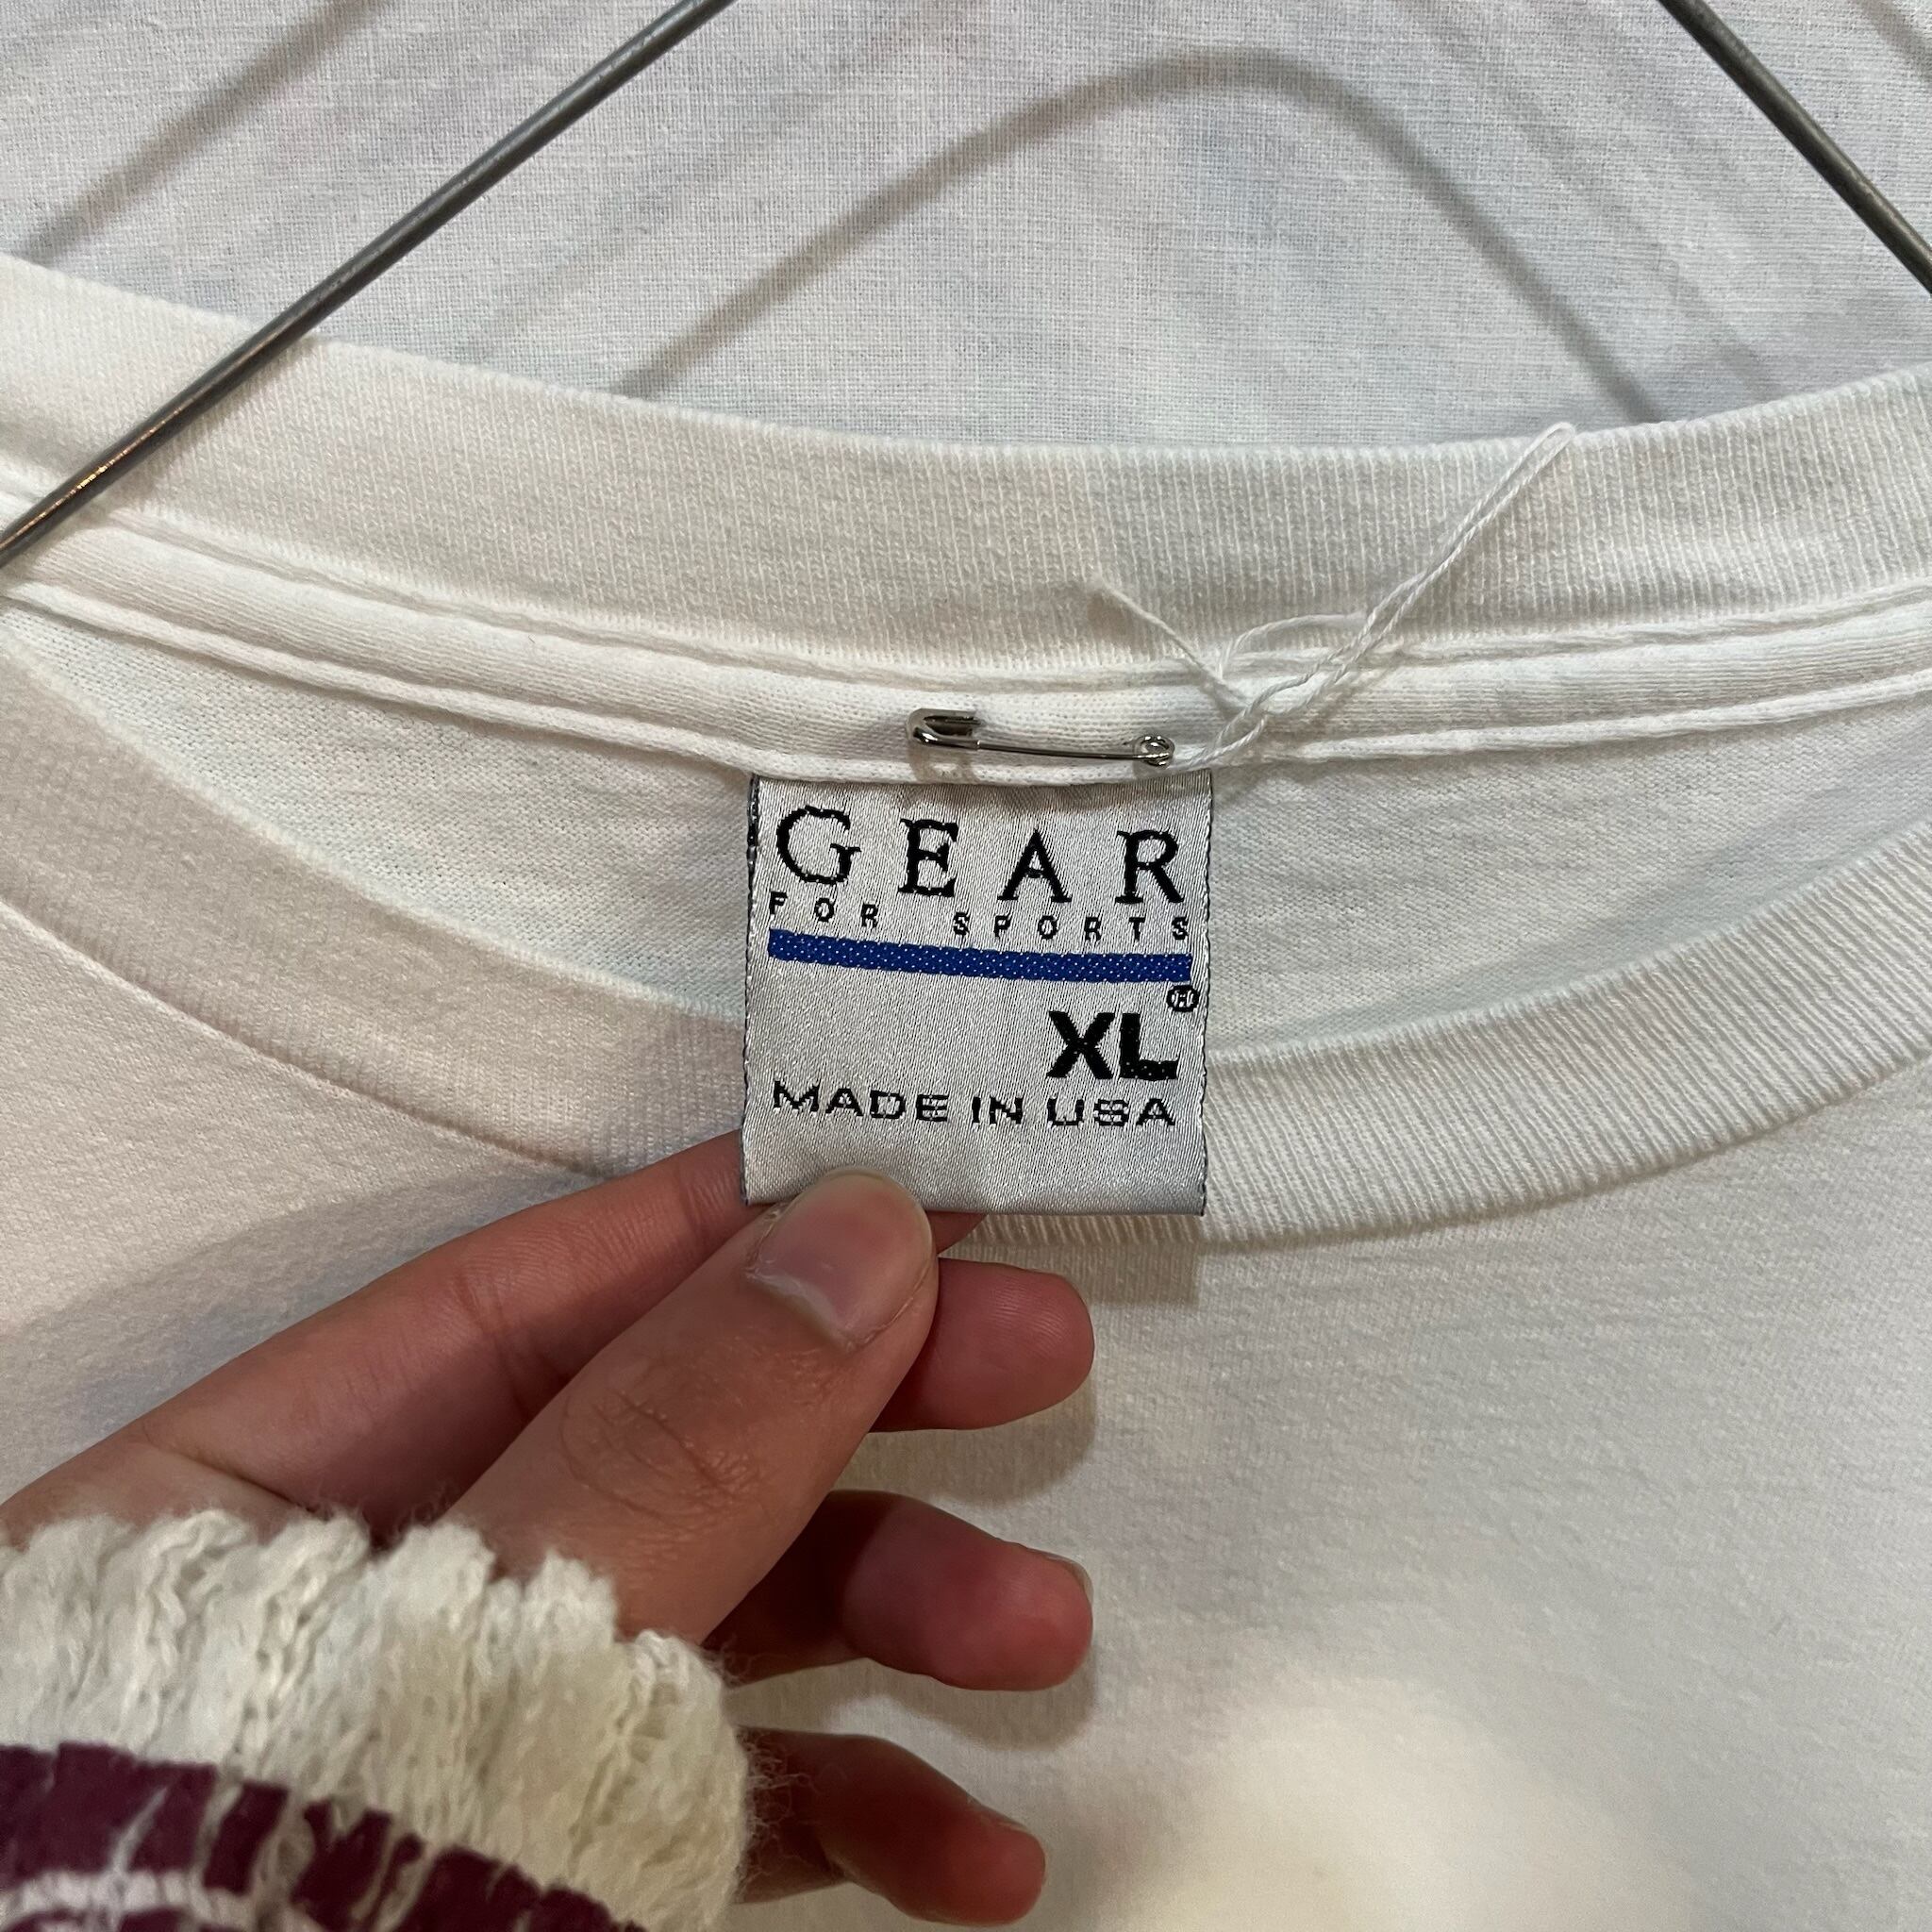 GEAR
FOR SPORTS
®
XL
MADE IN USA